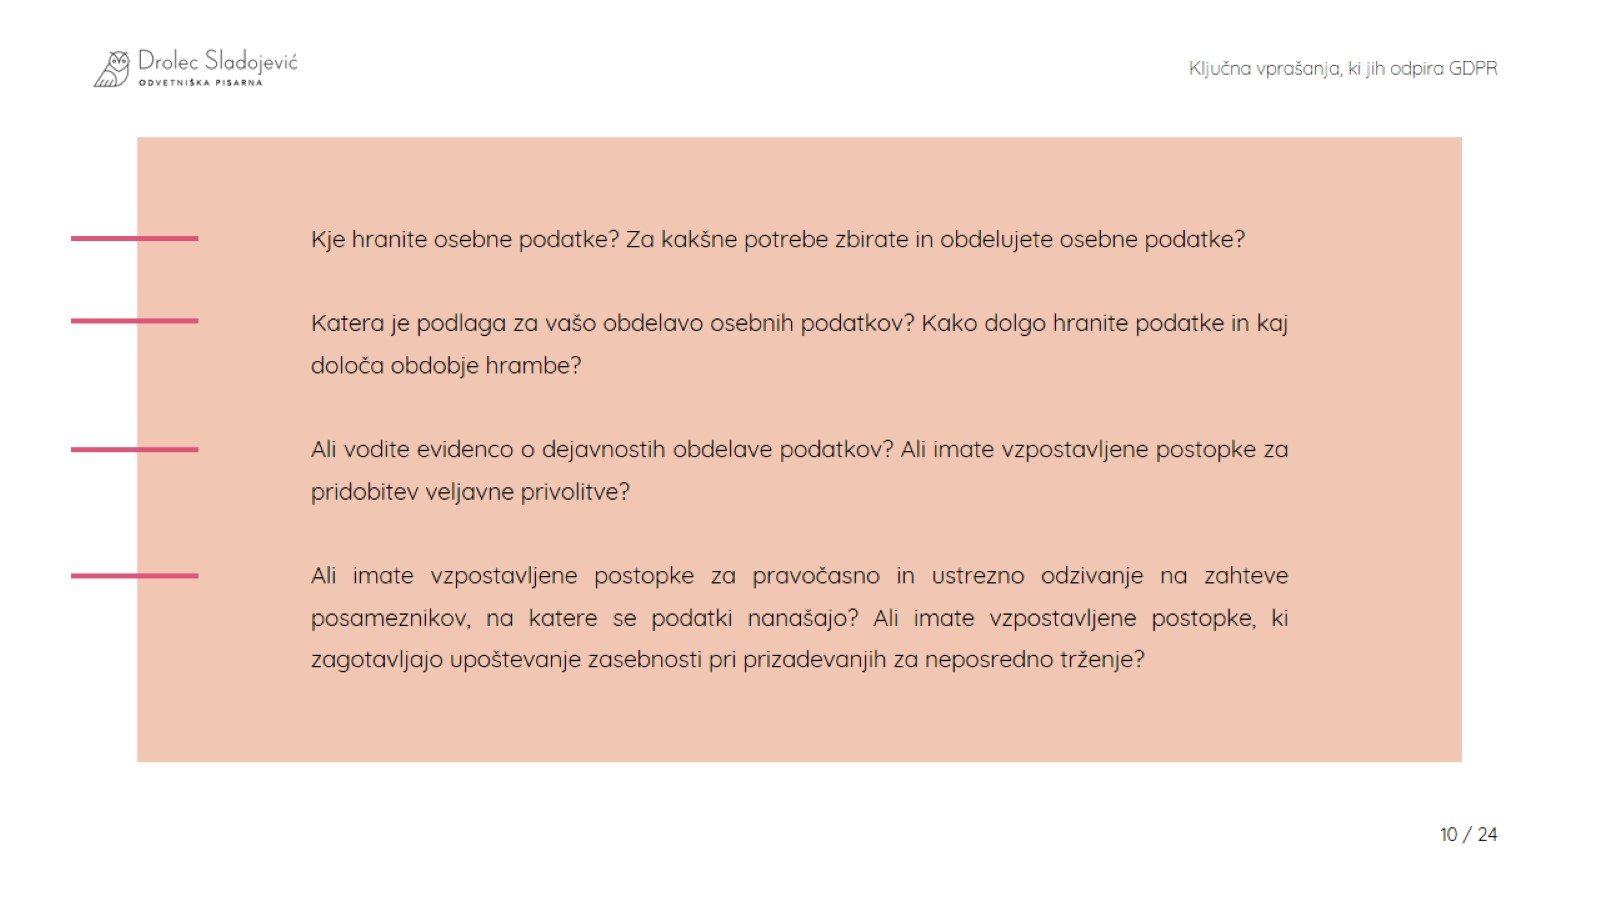 Drolec Sladojević
ODVETNIŠKA PISARNA
Ključna vprašanja, ki jih odpira GDPR
Kje hranite osebne podatke? Za kakšne potrebe zbirate in obdelujete osebne podatke?
Katera je podlaga za vašo obdelavo osebnih podatkov? Kako dolgo hranite podatke in kaj
določa obdobje hrambe?
Ali vodite evidenco o dejavnostih obdelave podatkov? Ali imate vzpostavljene postopke za
pridobitev veljavne privolitve?
Ali imate vzpostavljene postopke za pravočasno in ustrezno odzivanje na zahteve
posameznikov, na katere se podatki nanašajo? Ali imate vzpostavljene postopke, ki
zagotavljajo upoštevanje zasebnosti pri prizadevanjih za neposredno trženje?
10 / 24